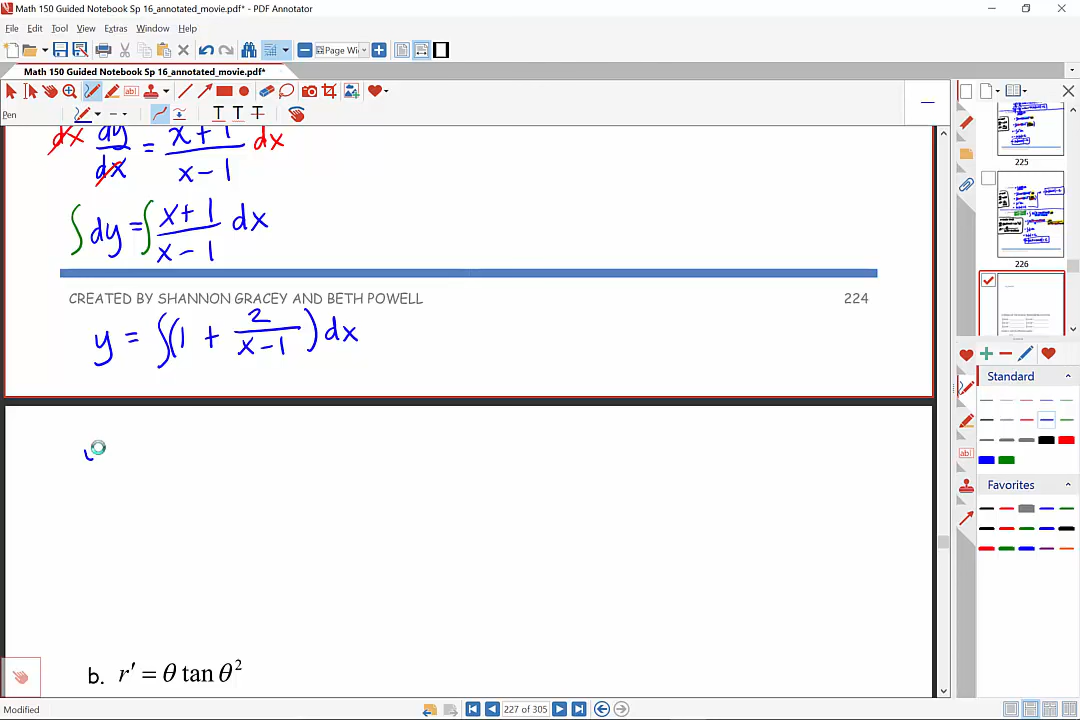 Math 150 Guided Notebook Sp 16_annotated_movie.pdf* - PDF Annotator
File Edit Tool View Extras Window Help
Page Wi
Math 150 Guided Notebook Sp 16_annotated_movie.pdf*
Pen
dx dy/dx = x+1/x-1 dx
∫ dy = ∫ x+1/x-1 dx
CREATED BY SHANNON GRACEY AND BETH POWELL 224
y = ∫(1 + 2/x-1) dx
b. r′ = θ tan θ²
225
226
Standard
Favorites
Modified
227 of 305